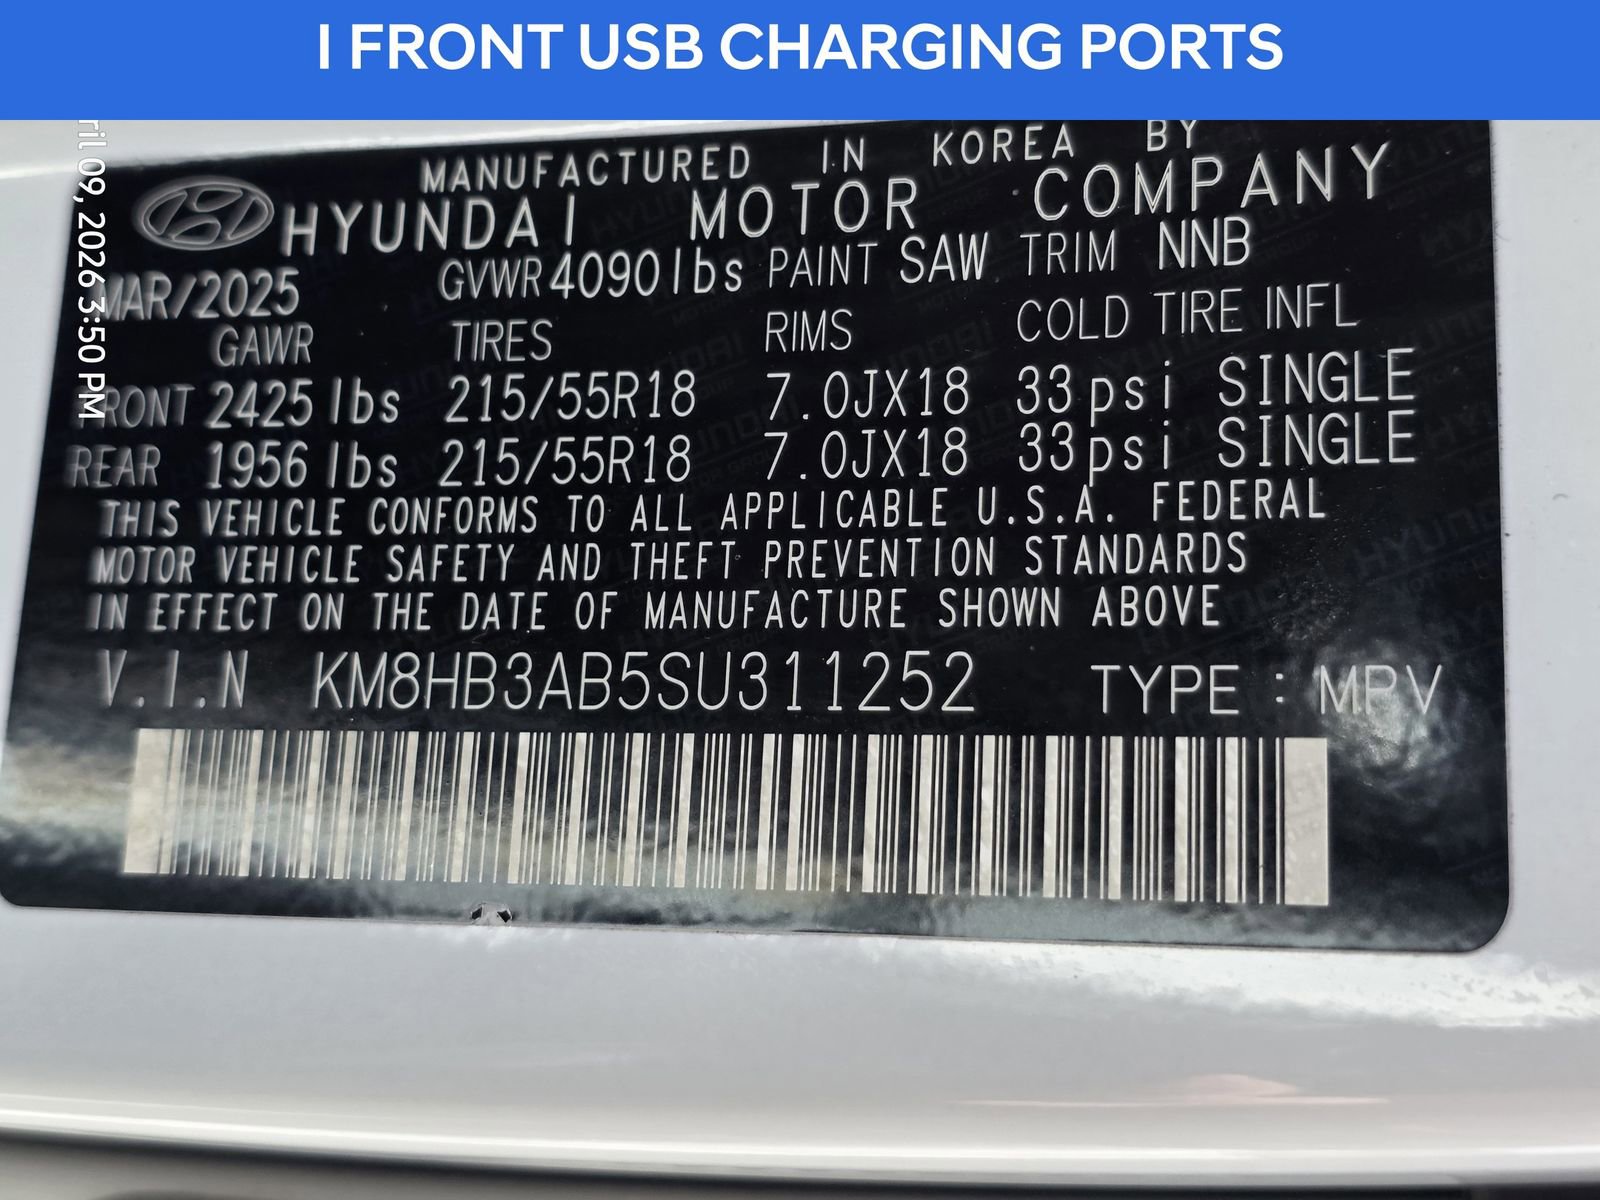 I FRONT USB CHARGING PORTS
ril 09, 2026 3:50 PM
MANUFACTURED IN KOREA BY
HYUNDAI MOTOR COMPANY
MAR/2025 GVWR 4090lbs PAINT SAW TRIM NNB
GAWR TIRES RIMS COLD TIRE INFL
FRONT 2425 lbs 215/55R18 7.0JX18 33psi SINGLE
REAR 1956 lbs 215/55R18 7.0JX18 33psi SINGLE
THIS VEHICLE CONFORMS TO ALL APPLICABLE U.S.A. FEDERAL
MOTOR VEHICLE SAFETY AND THEFT PREVENTION STANDARDS
IN EFFECT ON THE DATE OF MANUFACTURE SHOWN ABOVE
V.I.N KM8HB3AB5SU311252 TYPE : MPV